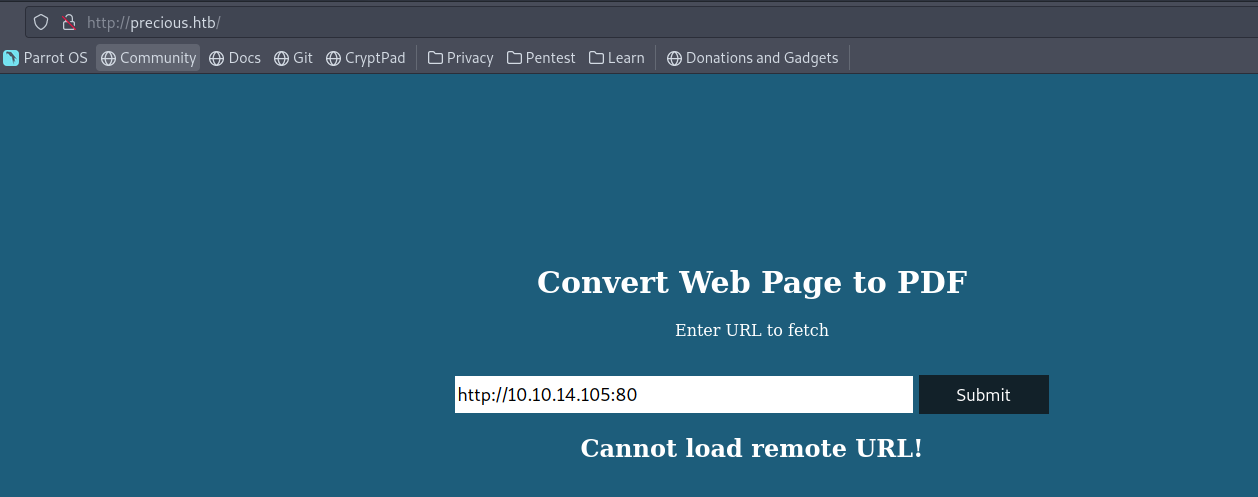 http://precious.htb/
Parrot OS Community Docs Git CryptPad Privacy Pentest Learn Donations and Gadgets
Convert Web Page to PDF
Enter URL to fetch
http://10.10.14.105:80 Submit
Cannot load remote URL!